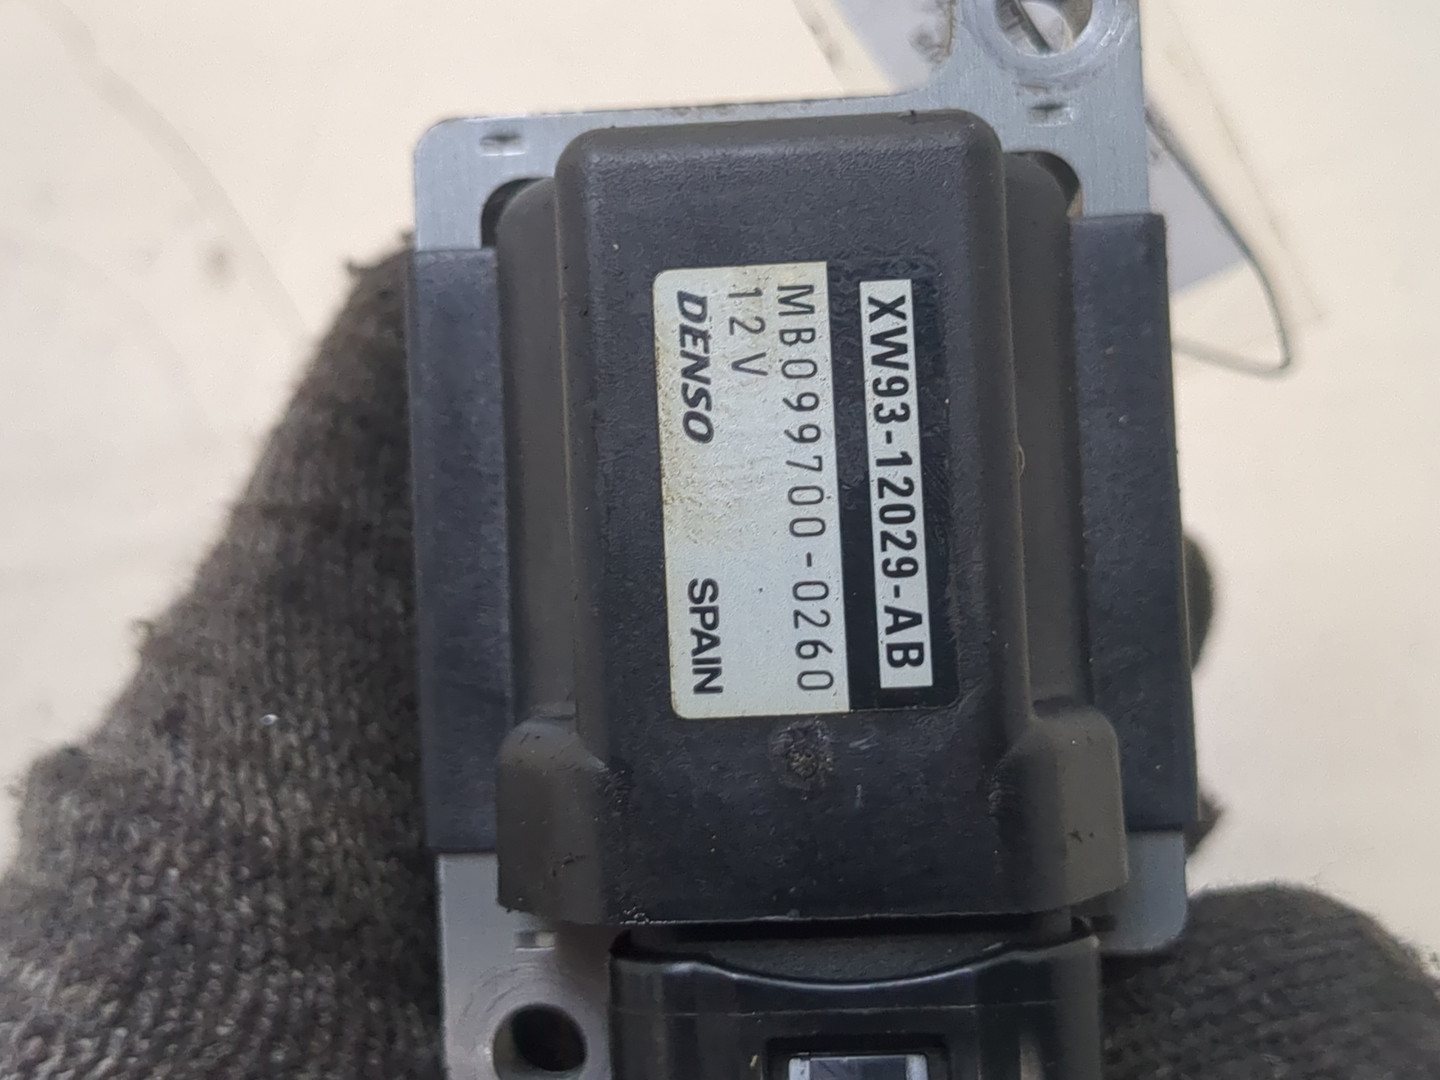 XW93-12029-AB
MB099700-0260
12V
DENSO SPAIN